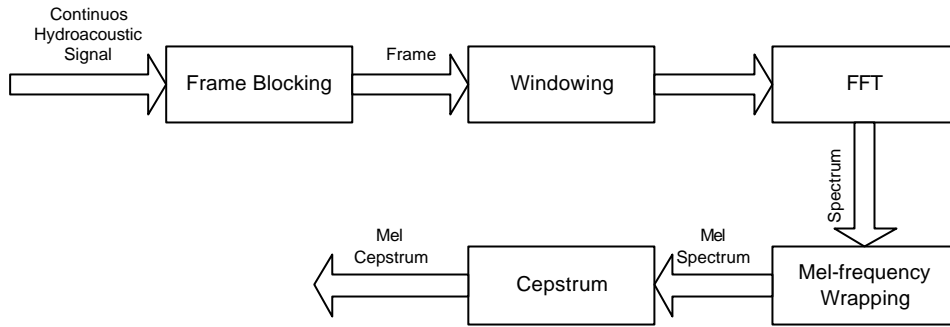 Continuos
Hydroacoustic
Signal
Frame Blocking
Frame
Windowing
FFT
Spectrum
Mel-frequency
Wrapping
Mel
Spectrum
Cepstrum
Mel
Cepstrum